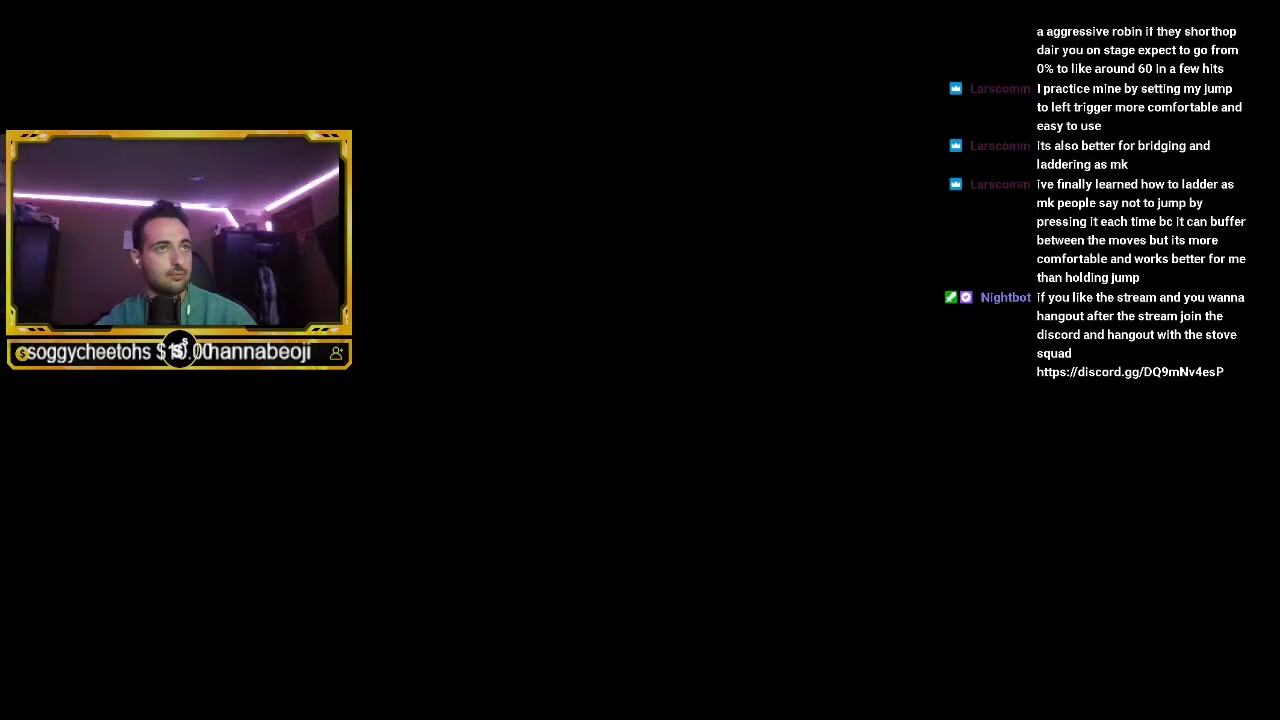 a aggressive robin if they shorthop
dair you on stage expect to go from
0% to like around 60 in a few hits
Larscomm I practice mine by setting my jump
to left trigger more comfortable and
easy to use
Larscomm its also better for bridging and
laddering as mk
Larscomm ive finally learned how to ladder as
mk people say not to jump by
pressing it each time bc it can buffer
between the moves but its more
comfortable and works better for me
than holding jump
Nightbot if you like the stream and you wanna
hangout after the stream join the
discord and hangout with the stove
squad
https://discord.gg/DQ9mNv4esP
soggycheetohs hannabeoji